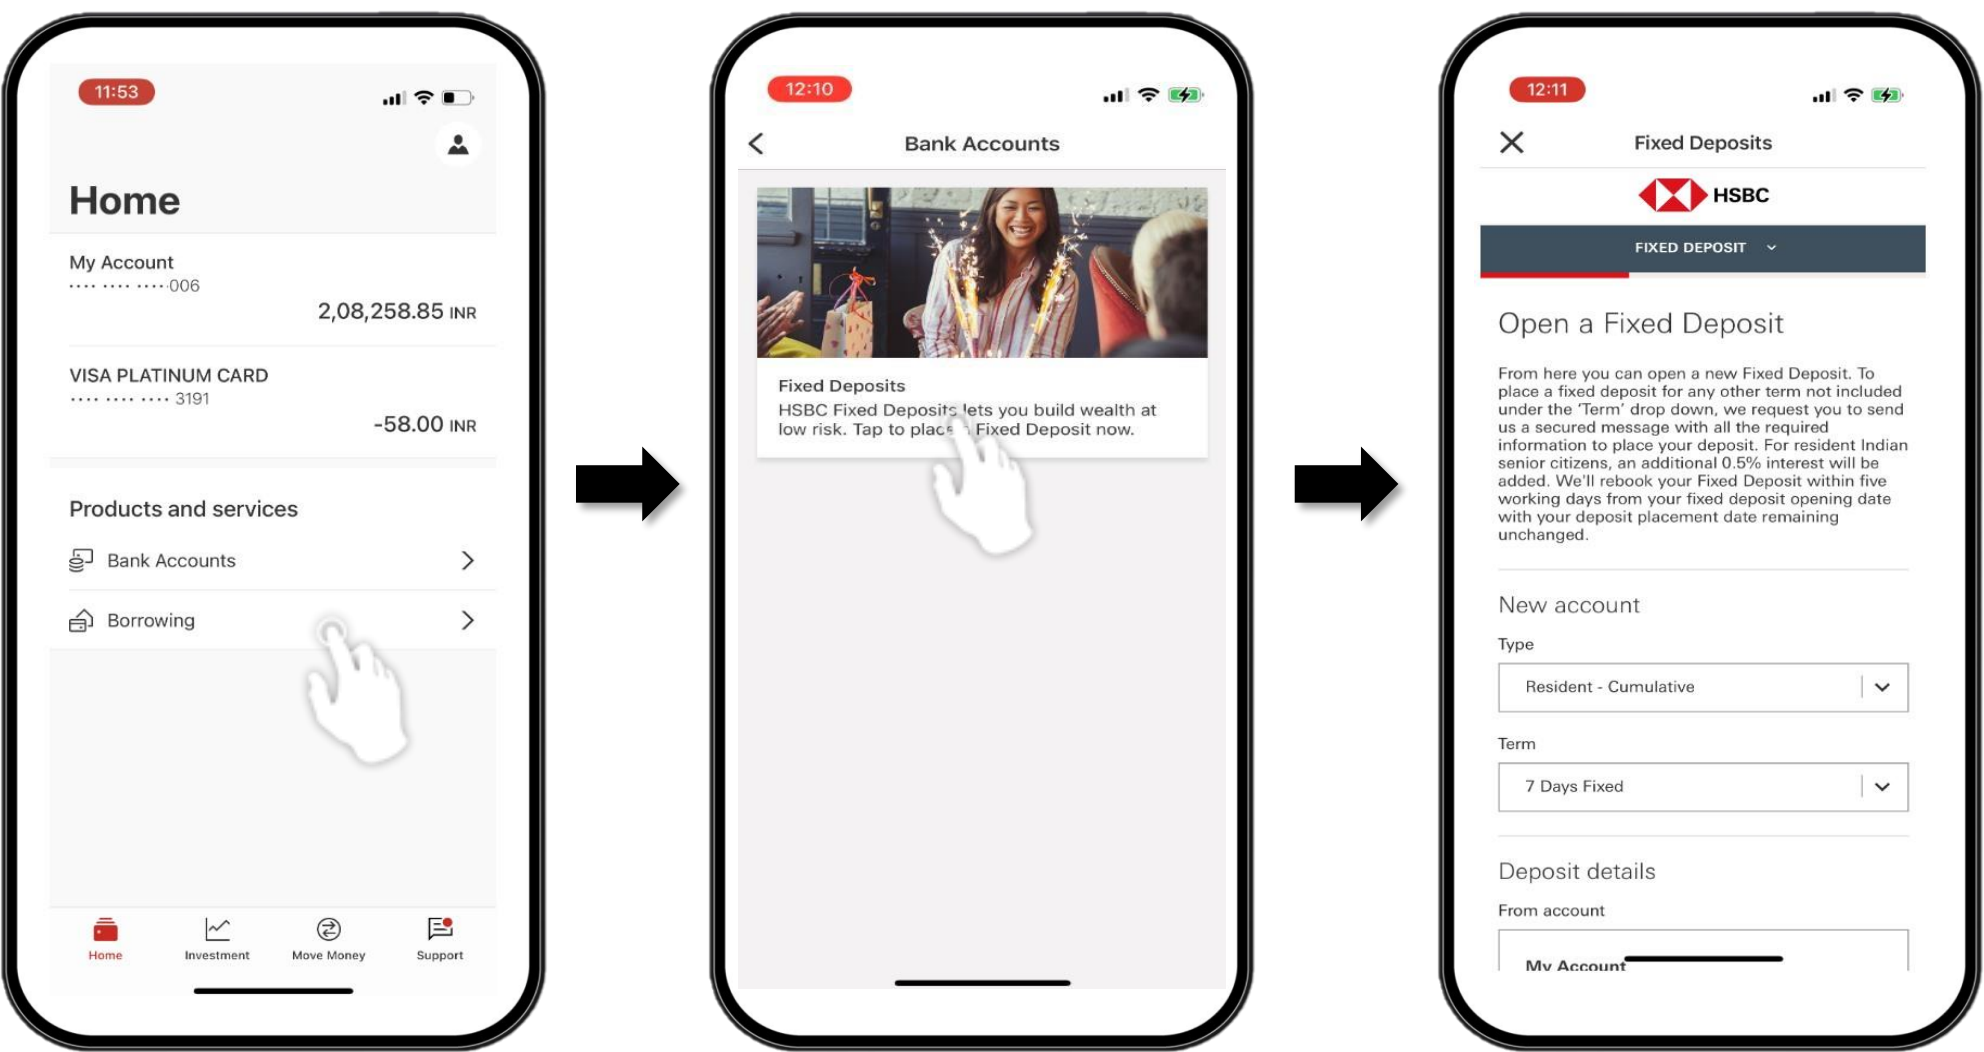 11:53
Home
My Account
···· ···· ····006
2,08,258.85 INR
VISA PLATINUM CARD
···· ···· ···· 3191
-58.00 INR
Products and services
Bank Accounts
Borrowing
Home
Investment
Move Money
Support
12:10
Bank Accounts
Fixed Deposits
HSBC Fixed Deposits lets you build wealth at
low risk. Tap to place Fixed Deposit now.
12:11
Fixed Deposits
HSBC
FIXED DEPOSIT
Open a Fixed Deposit
From here you can open a new Fixed Deposit. To
place a fixed deposit for any other term not included
under the ‘Term’ drop down, we request you to send
us a secured message with all the required
information to place your deposit. For resident Indian
senior citizens, an additional 0.5% interest will be
added. We'll rebook your Fixed Deposit within five
working days from your fixed deposit opening date
with your deposit placement date remaining
unchanged.
New account
Type
Resident - Cumulative
Term
7 Days Fixed
Deposit details
From account
My Account